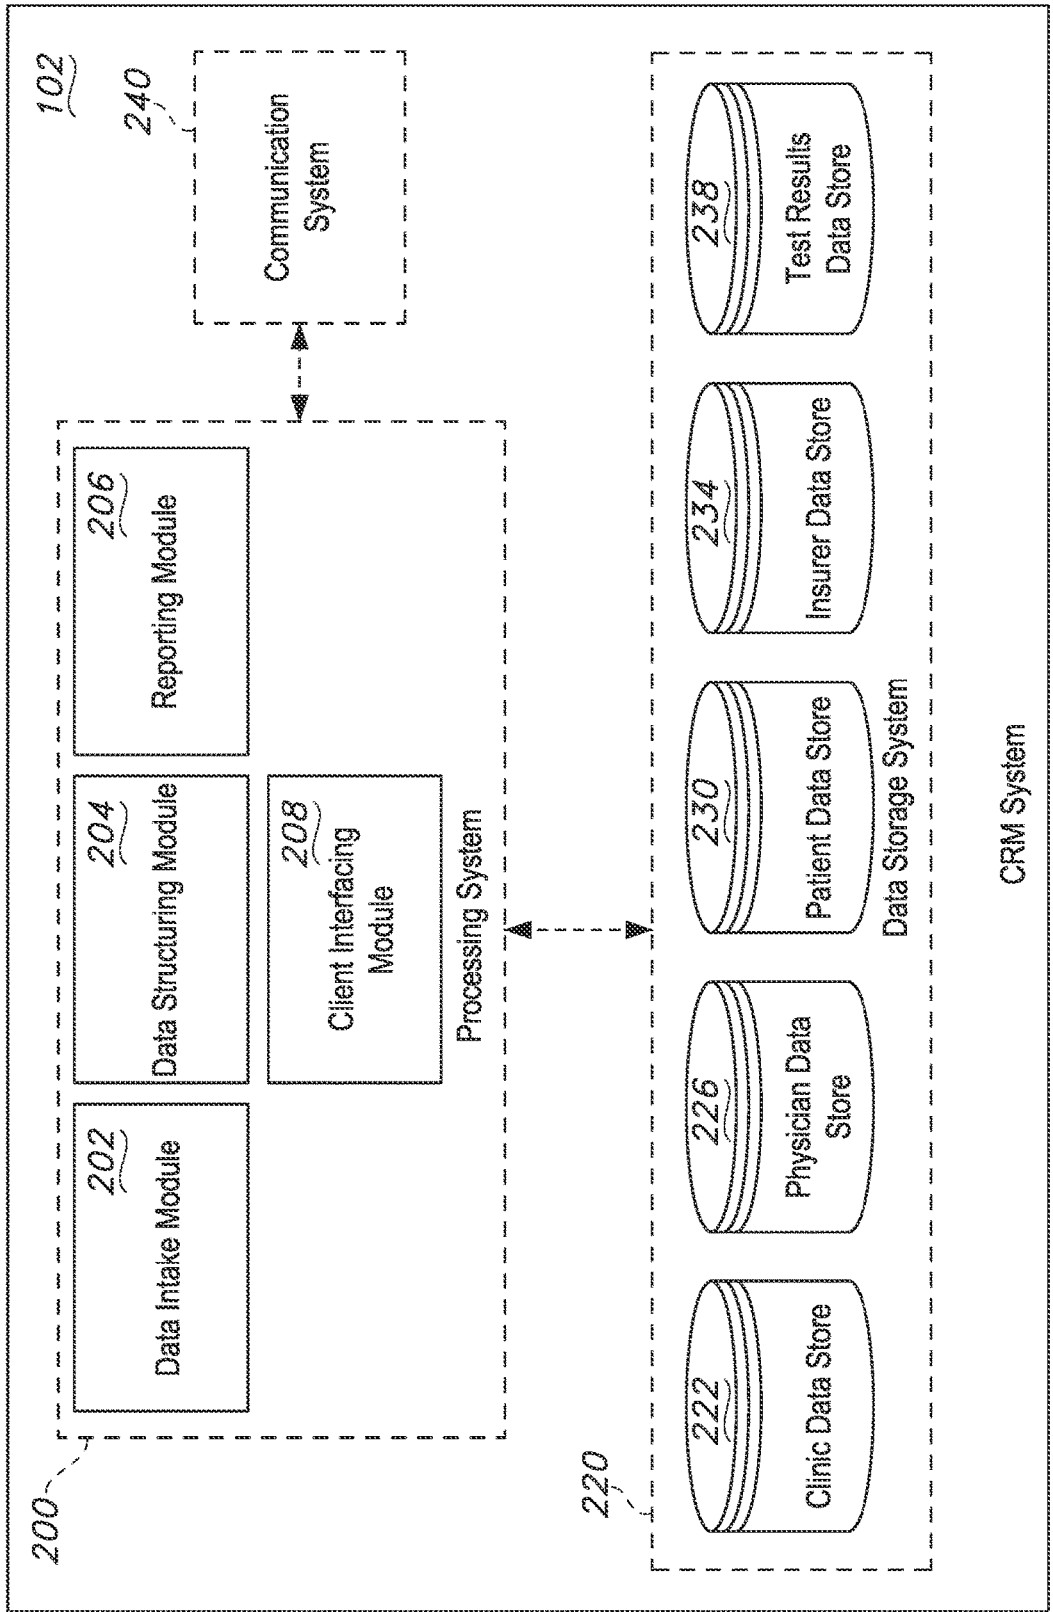 102
200
202
Data Intake Module
204
Data Structuring Module
206
Reporting Module
208
Client Interfacing
Module
Processing System
240
Communication
System
220
222
Clinic Data Store
226
Physician Data
Store
230
Patient Data Store
234
Insurer Data Store
238
Test Results
Data Store
Data Storage System
CRM System